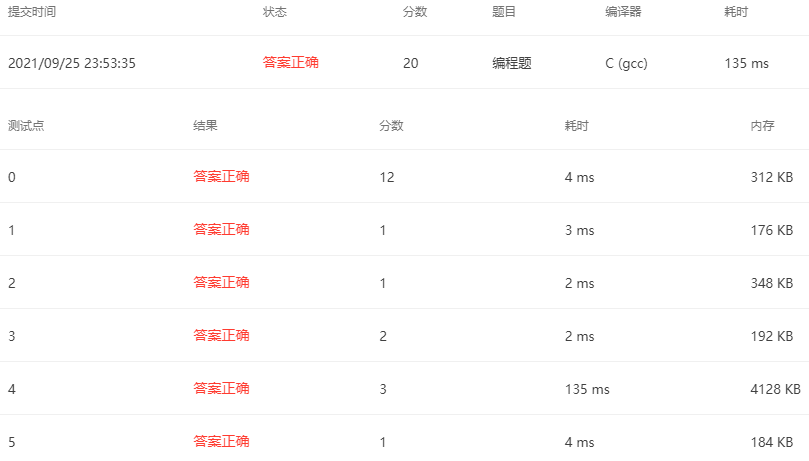 提交时间 状态 分数 题目 编译器 耗时
2021/09/25 23:53:35 答案正确 20 编程题 C (gcc) 135 ms
测试点 结果 分数 耗时 内存
0 答案正确 12 4 ms 312 KB
1 答案正确 1 3 ms 176 KB
2 答案正确 1 2 ms 348 KB
3 答案正确 2 2 ms 192 KB
4 答案正确 3 135 ms 4128 KB
5 答案正确 1 4 ms 184 KB